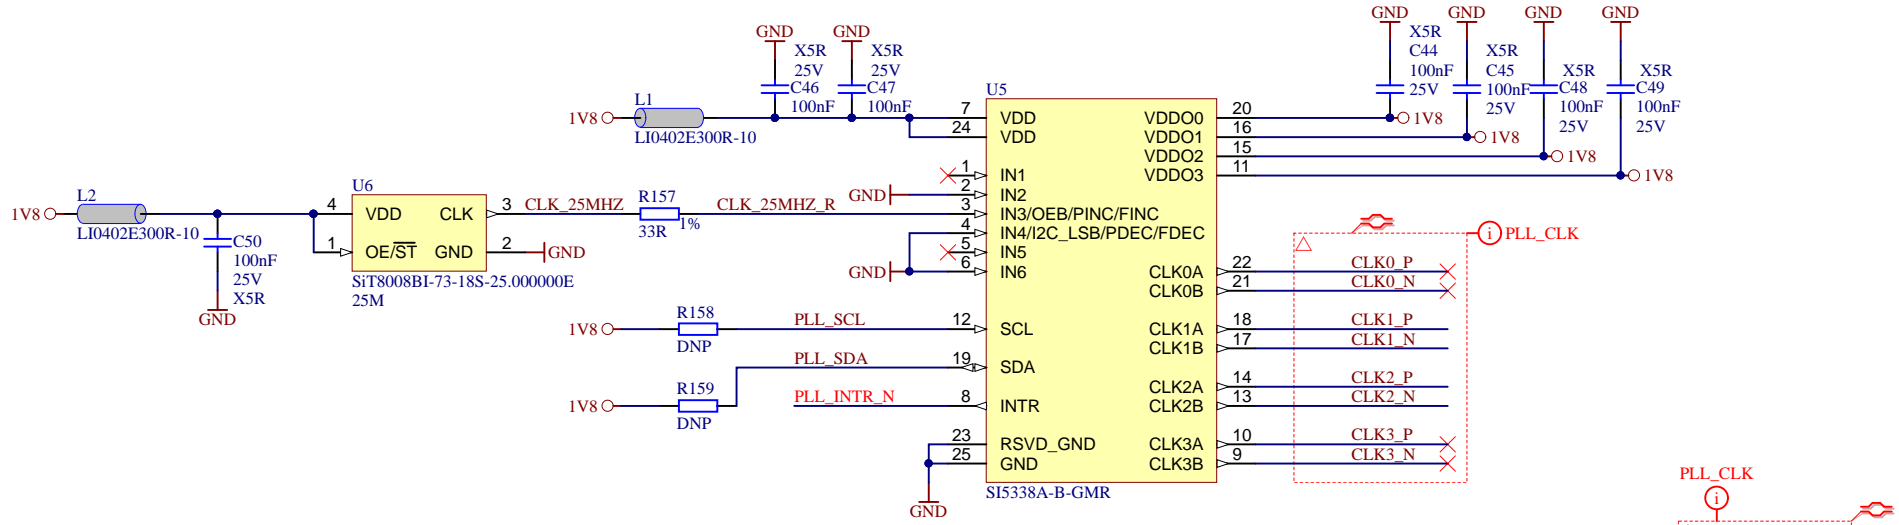 GND
GND
GND
GND
GND
GND
X5R
25V
C46
100nF
X5R
25V
C47
100nF
X5R
C44
100nF
25V
X5R
C45
100nF
25V
X5R
C48
100nF
25V
X5R
C49
100nF
25V
1V8
L1
LI0402E300R-10
U5
7
VDD
24
VDD
1
IN1
GND
2
IN2
3
IN3/OEB/PINC/FINC
4
IN4/I2C_LSB/PDEC/FDEC
5
IN5
GND
6
IN6
12
SCL
19
SDA
8
INTR
23
RSVD_GND
25
GND
GND
SI5338A-B-GMR
VDDO0
20
1V8
VDDO1
16
1V8
VDDO2
15
1V8
VDDO3
11
1V8
CLK0A
22
CLK0_P
CLK0B
21
CLK0_N
CLK1A
18
CLK1_P
CLK1B
17
CLK1_N
CLK2A
14
CLK2_P
CLK2B
13
CLK2_N
CLK3A
10
CLK3_P
CLK3B
9
CLK3_N
i PLL_CLK
1V8
L2
LI0402E300R-10
C50
100nF
25V
X5R
GND
U6
4
VDD
CLK
3
1
OE/ST
GND
2
GND
SiT8008BI-73-18S-25.000000E
25M
CLK_25MHZ
R157
33R
1%
CLK_25MHZ_R
1V8
R158
DNP
PLL_SCL
1V8
R159
DNP
PLL_SDA
PLL_INTR_N
PLL_CLK
i